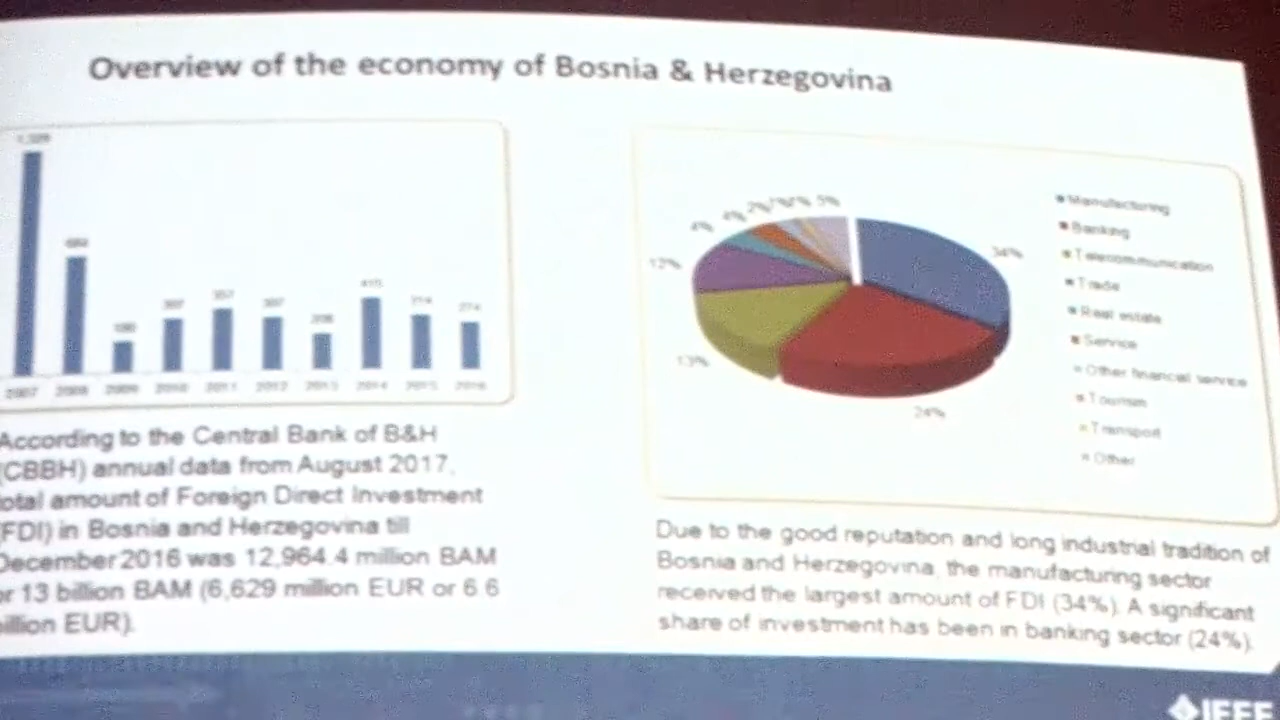 Overview of the economy of Bosnia & Herzegovina
2007 2008 2009 2010 2011 2012 2013 2014 2015 2016
According to the Central Bank of B&H
(CBBH) annual data from August 2017,
otal amount of Foreign Direct Investment
(FDI) in Bosnia and Herzegovina till
December 2016 was 12,964.4 million BAM
or 13 billion BAM (6,629 million EUR or 6.6
illion EUR).
34%
24%
13%
12%
4%
4%
2%
5%
Manufacturing
Banking
Telecommunication
Trade
Real estate
Service
Other financial service
Tourism
Transport
Other
Due to the good reputation and long industrial tradition of
Bosnia and Herzegovina, the manufacturing sector
received the largest amount of FDI (34%). A significant
share of investment has been in banking sector (24%).
IEEE